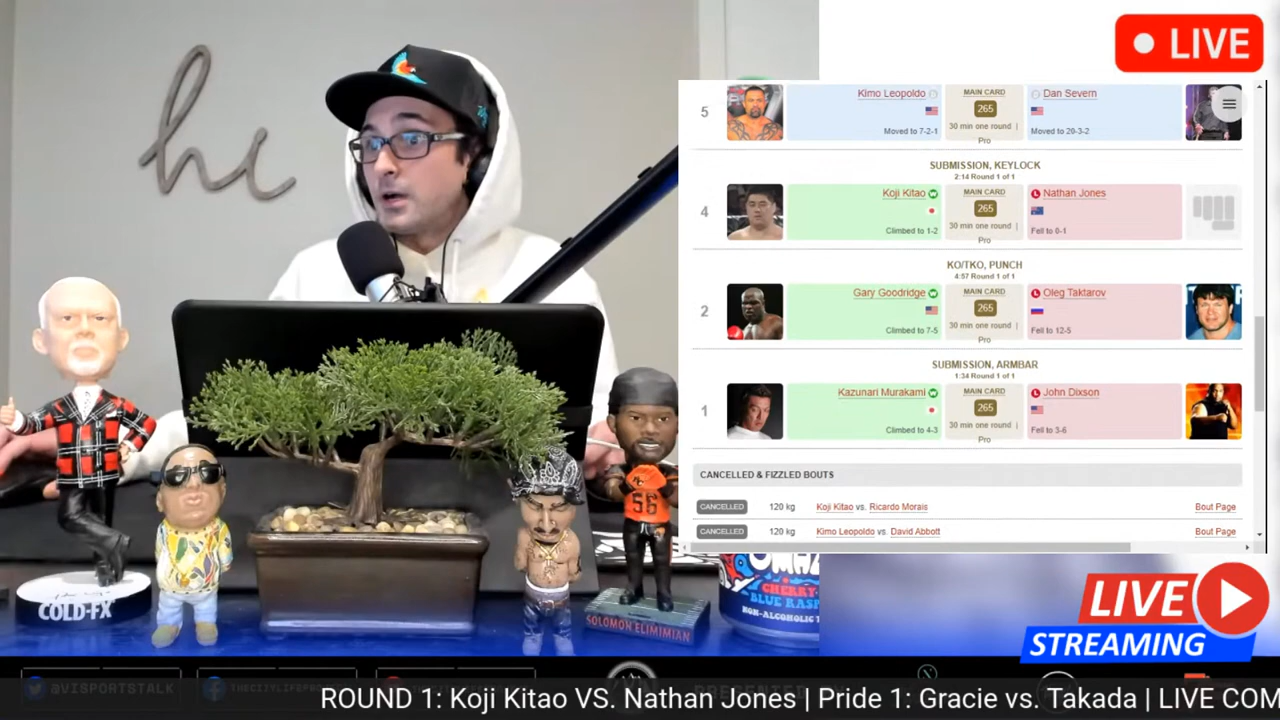 hi
LIVE
5
Kimo Leopoldo
MAIN CARD
Dan Severn
265
Moved to 7-2-1
30 min one round |
Moved to 20-3-2
Pro
SUBMISSION, KEYLOCK
2:14 Round 1 of 1
4
Koji Kitao W
MAIN CARD
L Nathan Jones
265
Climbed to 1-2
30 min one round |
Fell to 0-1
Pro
KO/TKO, PUNCH
4:57 Round 1 of 1
2
Gary Goodridge W
MAIN CARD
L Oleg Taktarov
265
Climbed to 7-5
30 min one round |
Fell to 12-5
Pro
SUBMISSION, ARMBAR
1:34 Round 1 of 1
1
Kazunari Murakami W
MAIN CARD
L John Dixson
265
Climbed to 4-3
30 min one round |
Fell to 3-6
Pro
CANCELLED & FIZZLED BOUTS
CANCELLED 120 kg Koji Kitao vs. Ricardo Morais Bout Page
CANCELLED 120 kg Kimo Leopoldo vs. David Abbott Bout Page
56
COLD-FX
SOLOMON ELIMIMIAN
CHERRY
BLUE RASP
NON-ALCOHOLIC
LIVE
STREAMING
@VISPORTSTALK
ROUND 1: Koji Kitao VS. Nathan Jones | Pride 1: Gracie vs. Takada | LIVE COM